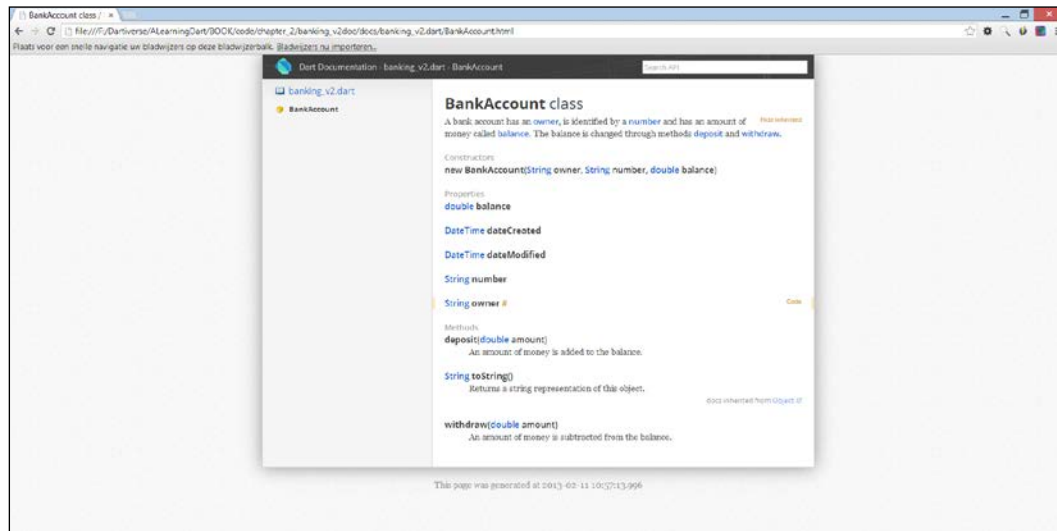 BankAccount class /
file:///F:/Dartiverse/ALearningDart/BOOK/code/chapter_2/banking_v2doc/docs/banking_v2.dart/BankAccount.html
Plaats voor een snelle navigatie uw bladwijzers op deze bladwijzerbalk. Bladwijzers nu importeren...
Dart Documentation › banking_v2.dart › BankAccount
Search API
banking_v2.dart
BankAccount
BankAccount class
Hide inherited
A bank account has an owner, is identified by a number and has an amount of
money called balance. The balance is changed through methods deposit and withdraw.
Constructors
new BankAccount(String owner, String number, double balance)
Properties
double balance
DateTime dateCreated
DateTime dateModified
String number
String owner #
Code
Methods
deposit(double amount)
An amount of money is added to the balance.
String toString()
Returns a string representation of this object.
docs inherited from Object
withdraw(double amount)
An amount of money is subtracted from the balance.
This page was generated at 2013-02-11 10:57:13.996